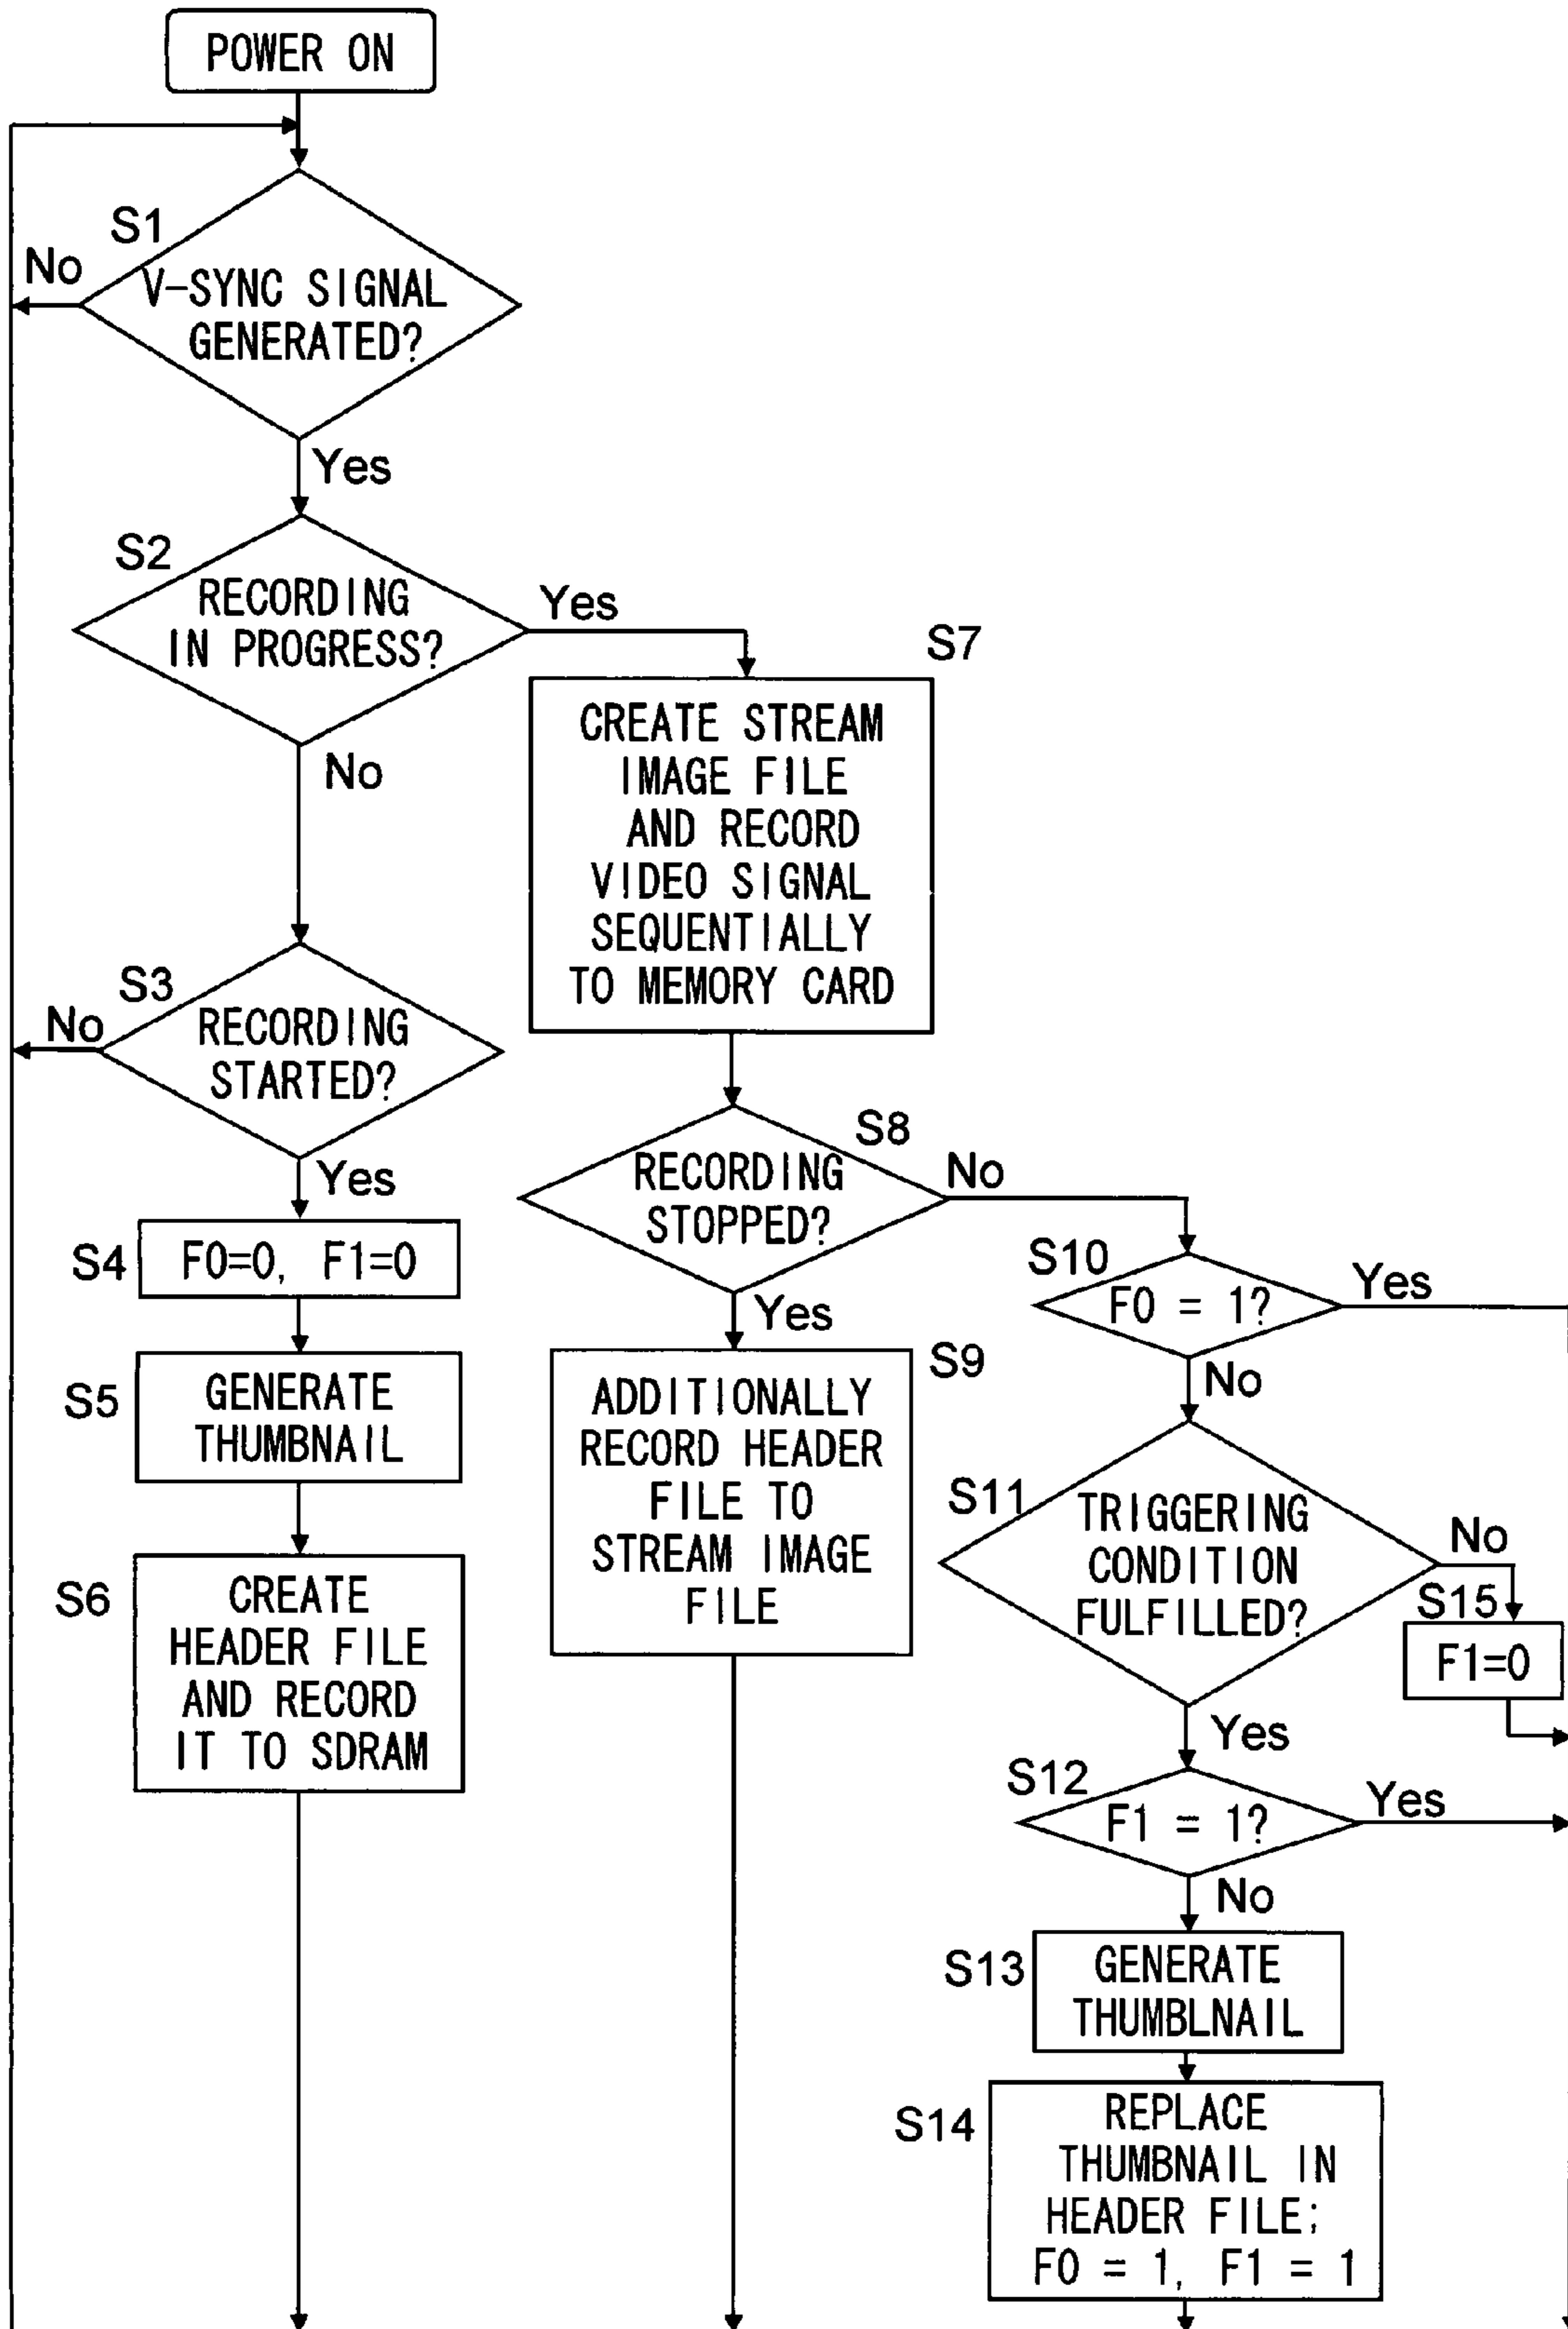 POWER ON
S1
No
V-SYNC SIGNAL
GENERATED?
Yes
S2
RECORDING
IN PROGRESS?
Yes
No
S7
CREATE STREAM
IMAGE FILE
AND RECORD
VIDEO SIGNAL
SEQUENTIALLY
TO MEMORY CARD
S3
No
RECORDING
STARTED?
Yes
S8
RECORDING
STOPPED?
No
Yes
S4
F0=0, F1=0
S10
F0 = 1?
Yes
No
S5
GENERATE
THUMBNAIL
S9
ADDITIONALLY
RECORD HEADER
FILE TO
STREAM IMAGE
FILE
S6
CREATE
HEADER FILE
AND RECORD
IT TO SDRAM
S11
TRIGGERING
CONDITION
FULFILLED?
No
S15
F1=0
Yes
S12
F1 = 1?
Yes
No
S13
GENERATE
THUMBLNAIL
S14
REPLACE
THUMBNAIL IN
HEADER FILE;
F0 = 1, F1 = 1